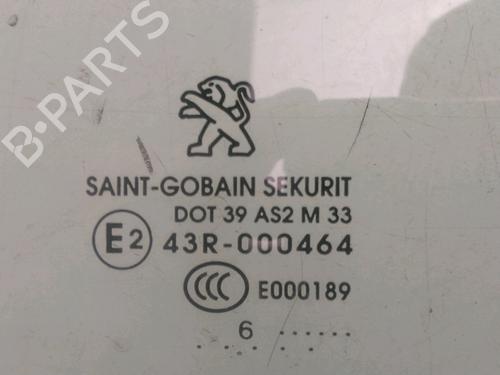 B-PARTS
SAINT-GOBAIN SEKURIT
DOT 39 AS2 M 33
E2 43R-000464
CCC E000189
6 .......
.. .....